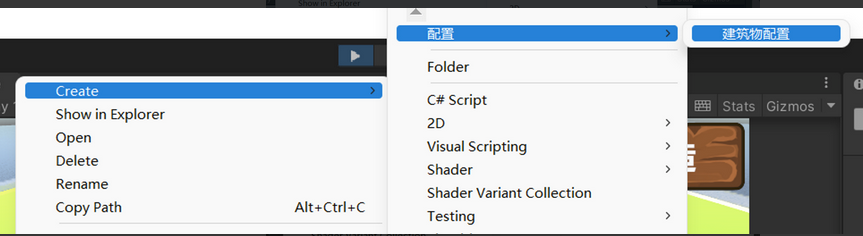 Show in Explorer
配置
建筑物配置
Folder
Create
C# Script
Stats
Gizmos
Show in Explorer
2D
Open
Visual Scripting
Delete
Shader
Rename
Shader Variant Collection
Copy Path Alt+Ctrl+C
Testing